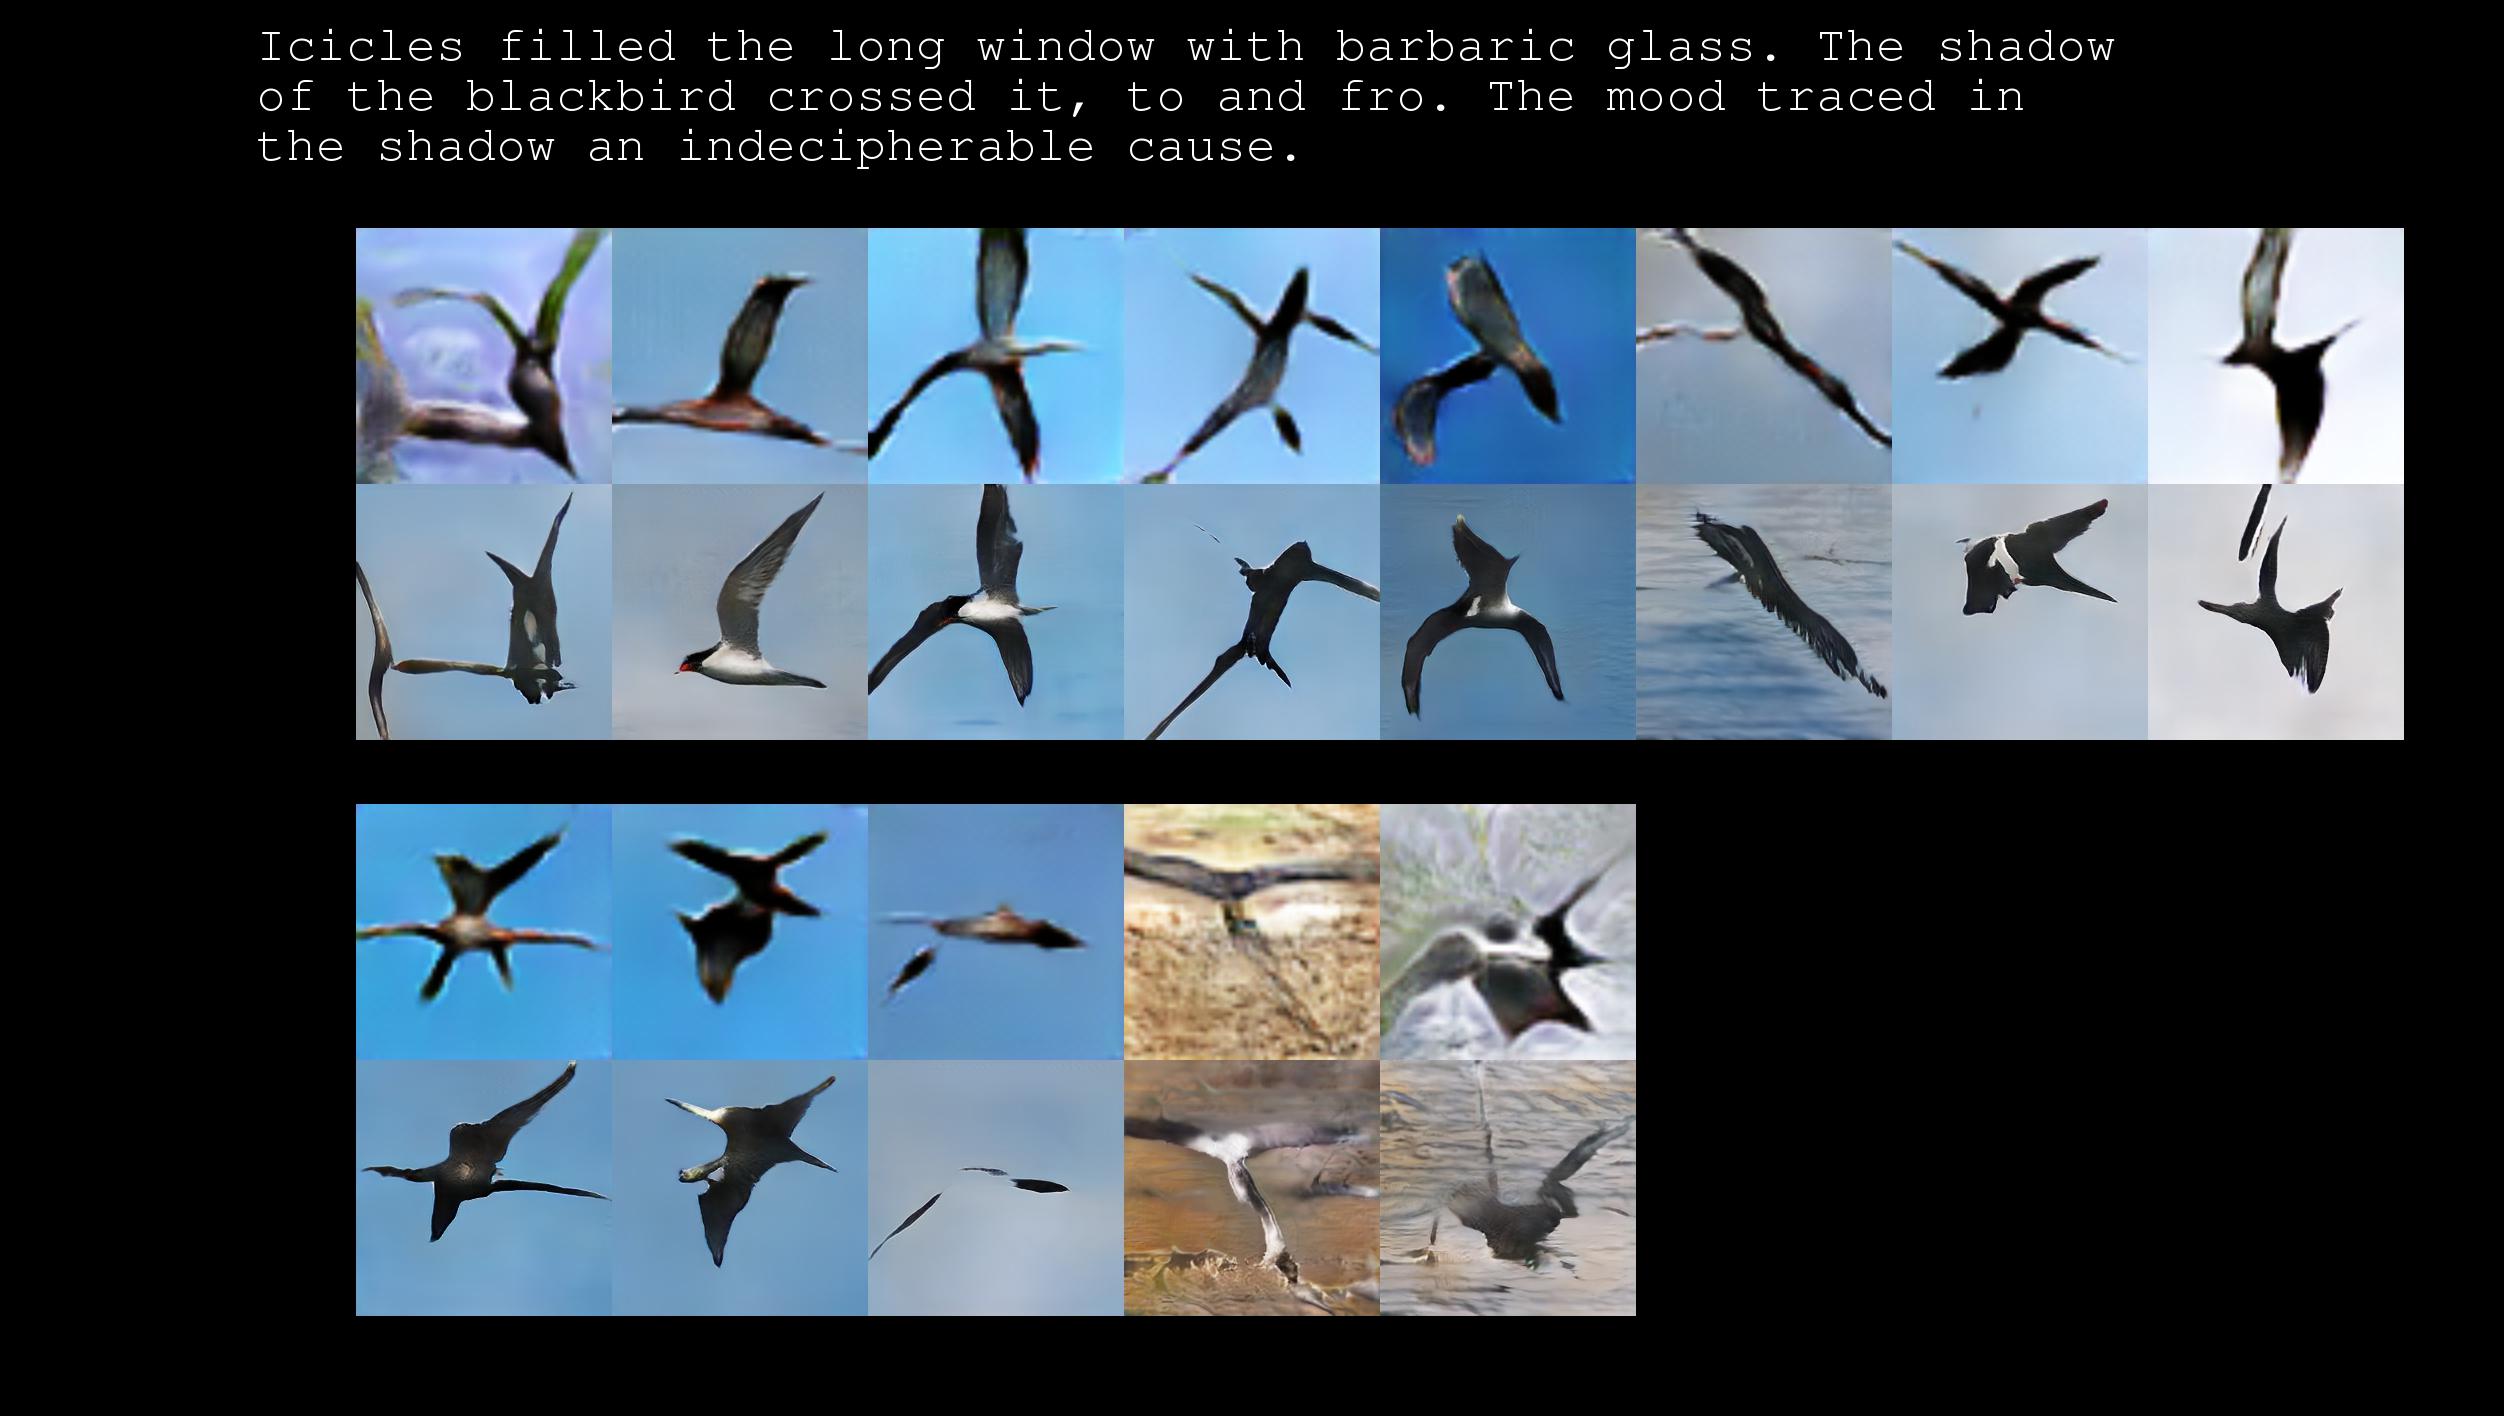 Icicles filled the long window with barbaric glass. The shadow
of the blackbird crossed it, to and fro. The mood traced in
the shadow an indecipherable cause.